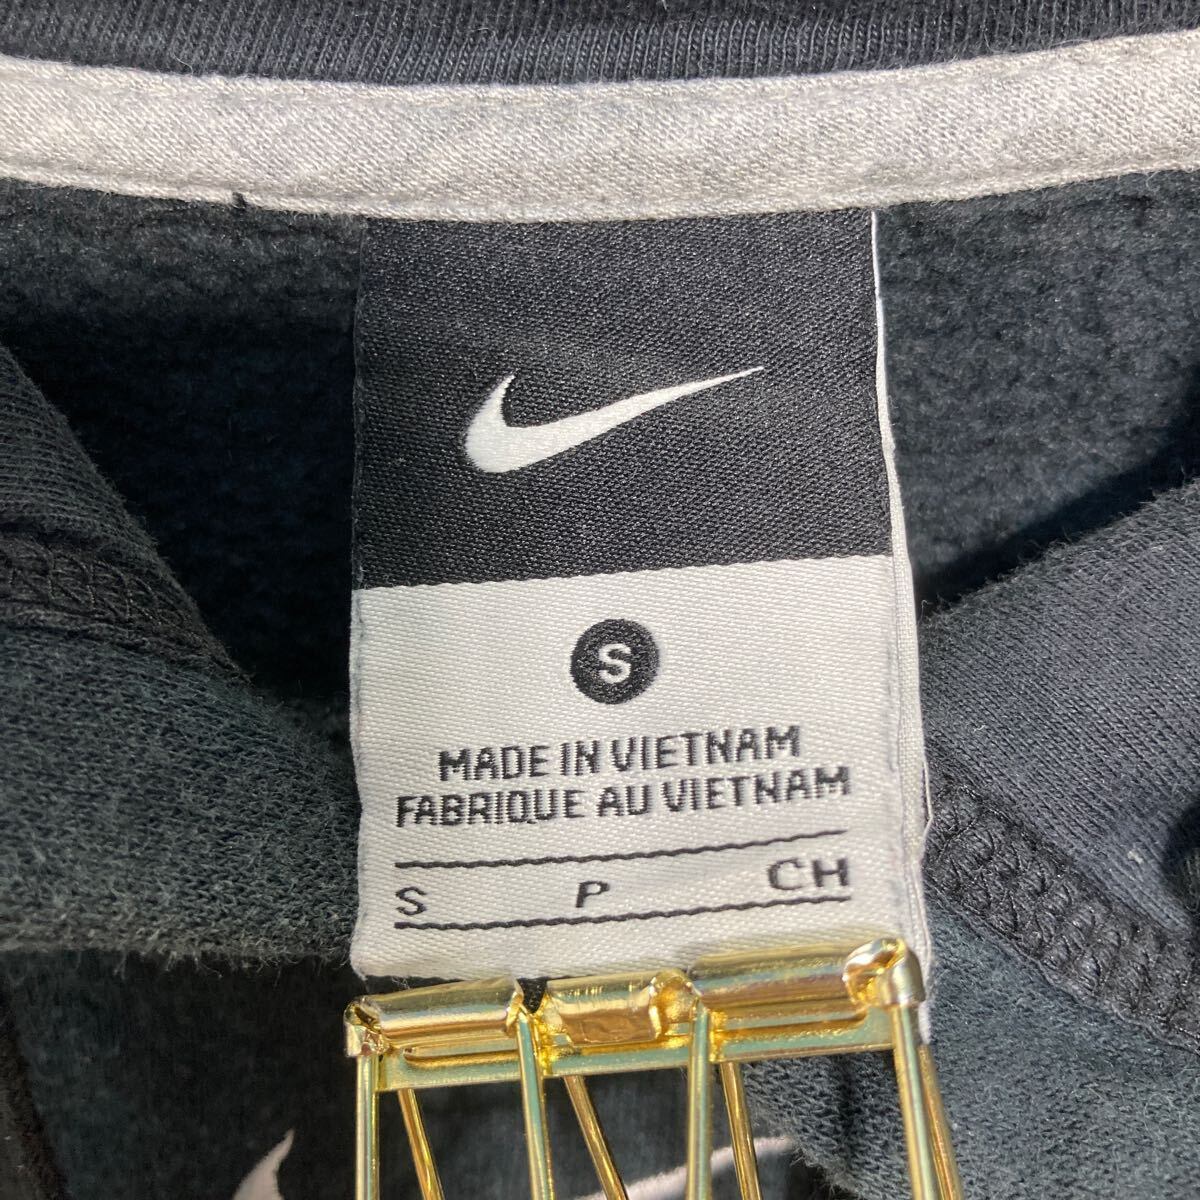 S
MADE IN VIETNAM
FABRIQUE AU VIETNAM
S P CH